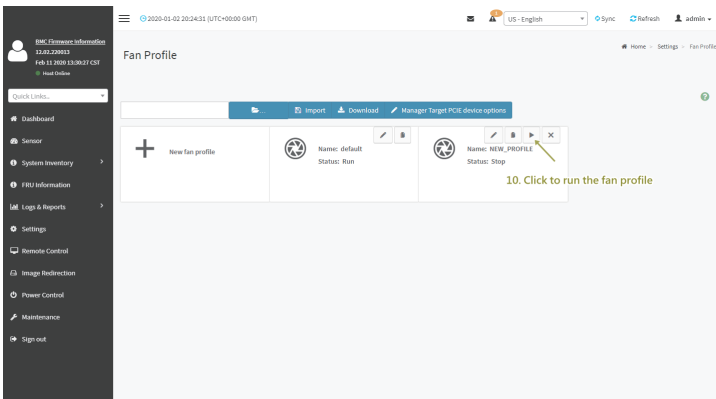 2020-01-02 20:24:31 (UTC+00:00 GMT)
US - English
Sync
Refresh
admin
BMC Firmware Information
12.02.220013
Feb 11 2020 13:30:27 CST
Host Online
Quick Links..
Dashboard
Sensor
System Inventory
FRU Information
Logs & Reports
Settings
Remote Control
Image Redirection
Power Control
Maintenance
Sign out
Fan Profile
Home > Settings > Fan Profile
... Import Download Manager Target PCIE device options
New fan profile
Name: default
Status: Run
Name: NEW_PROFILE
Status: Stop
10. Click to run the fan profile